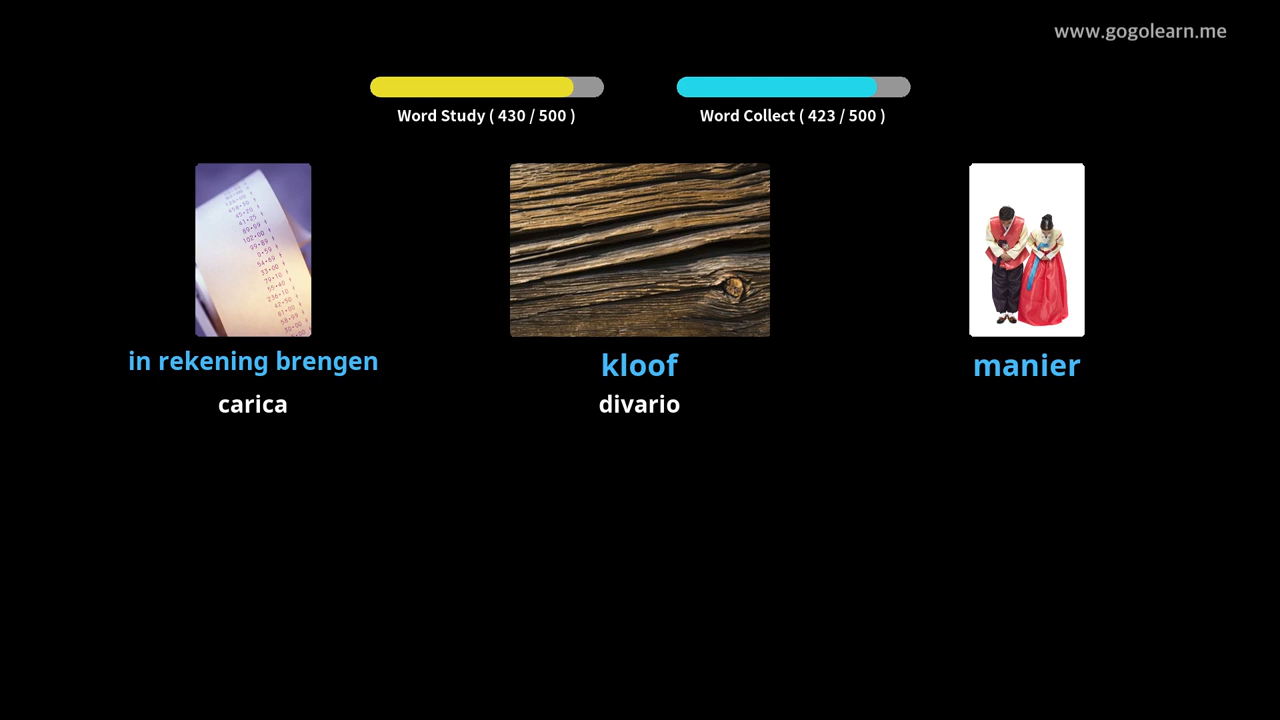 www.gogolearn.me
Word Study ( 430 / 500 )
Word Collect ( 423 / 500 )
in rekening brengen
kloof
manier
carica
divario